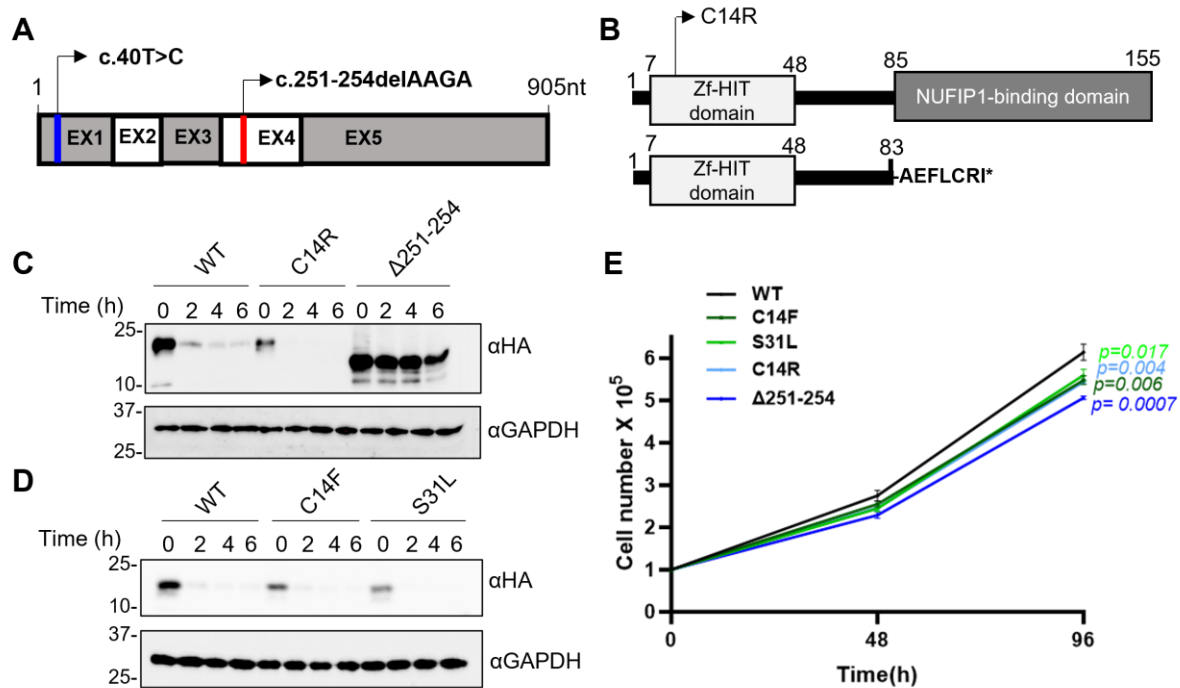 A
c.40T>C
c.251-254delAAGA
1
905nt
EX1 EX2 EX3 EX4 EX5
B
C14R
1 7 48 85 155
Zf-HIT
domain
NUFIP1-binding domain
1 7 48 83
Zf-HIT
domain
-AEFLCRI*
C
WT C14R Δ251-254
Time (h) 0 2 4 6 0 2 4 6 0 2 4 6
25-
αHA
10-
37-
αGAPDH
25-
D
WT C14F S31L
Time (h) 0 2 4 6 0 2 4 6 0 2 4 6
25-
αHA
10-
37-
αGAPDH
25-
E
WT
C14F
S31L
C14R
Δ251-254
Cell number X 10⁵
6
5
4
3
2
1
0
p=0.017
p=0.004
p=0.006
p= 0.0007
0 48 96
Time(h)